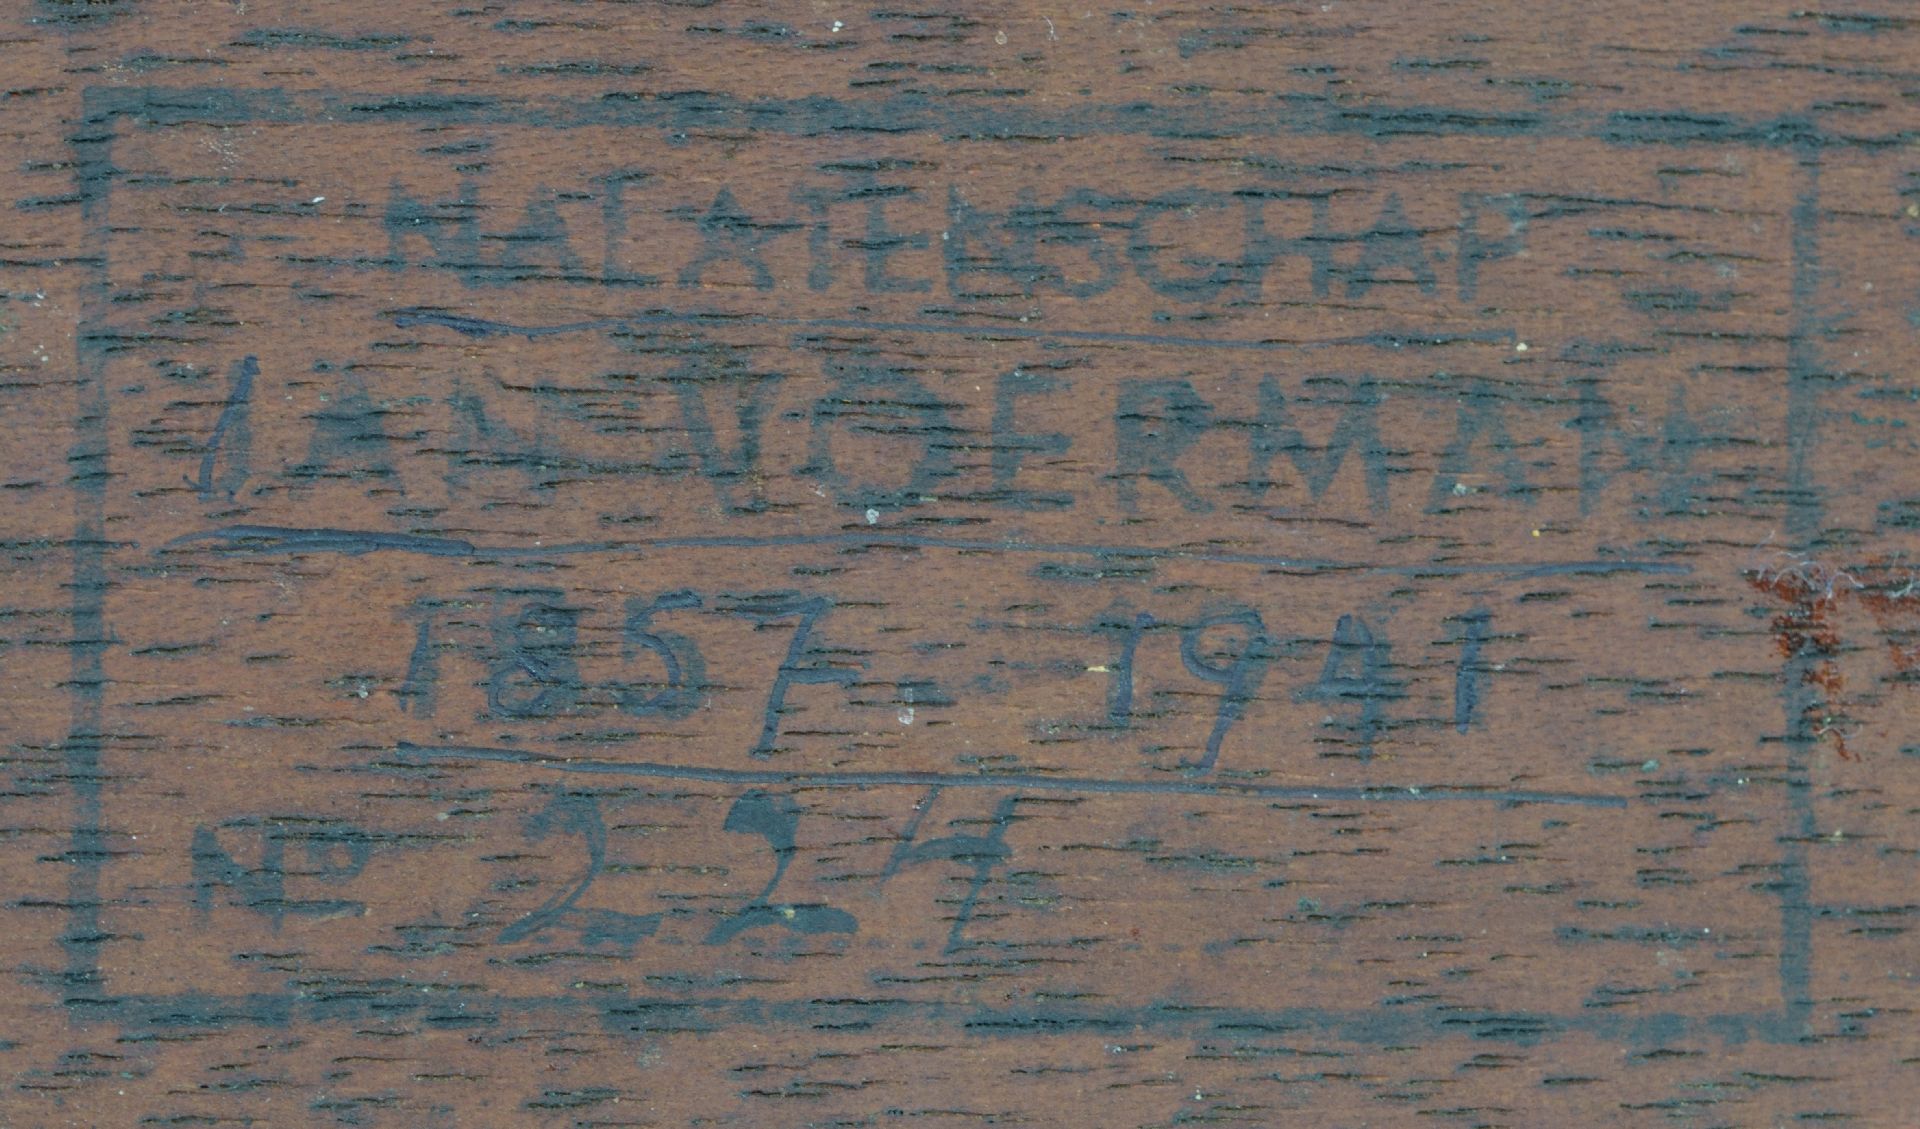 NALATENSCHAP
JAN VOERMAN
1857 - 1941
No 224